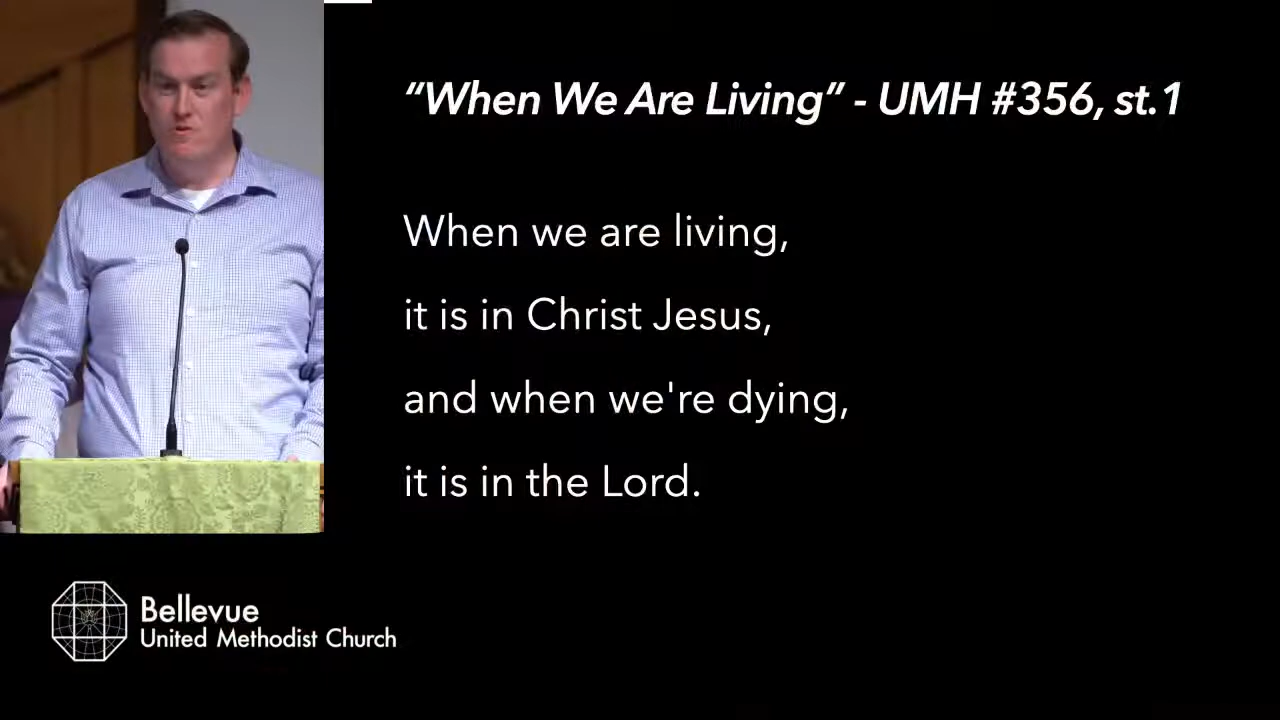 “When We Are Living” - UMH #356, st.1
When we are living,
it is in Christ Jesus,
and when we're dying,
it is in the Lord.
Bellevue
United Methodist Church